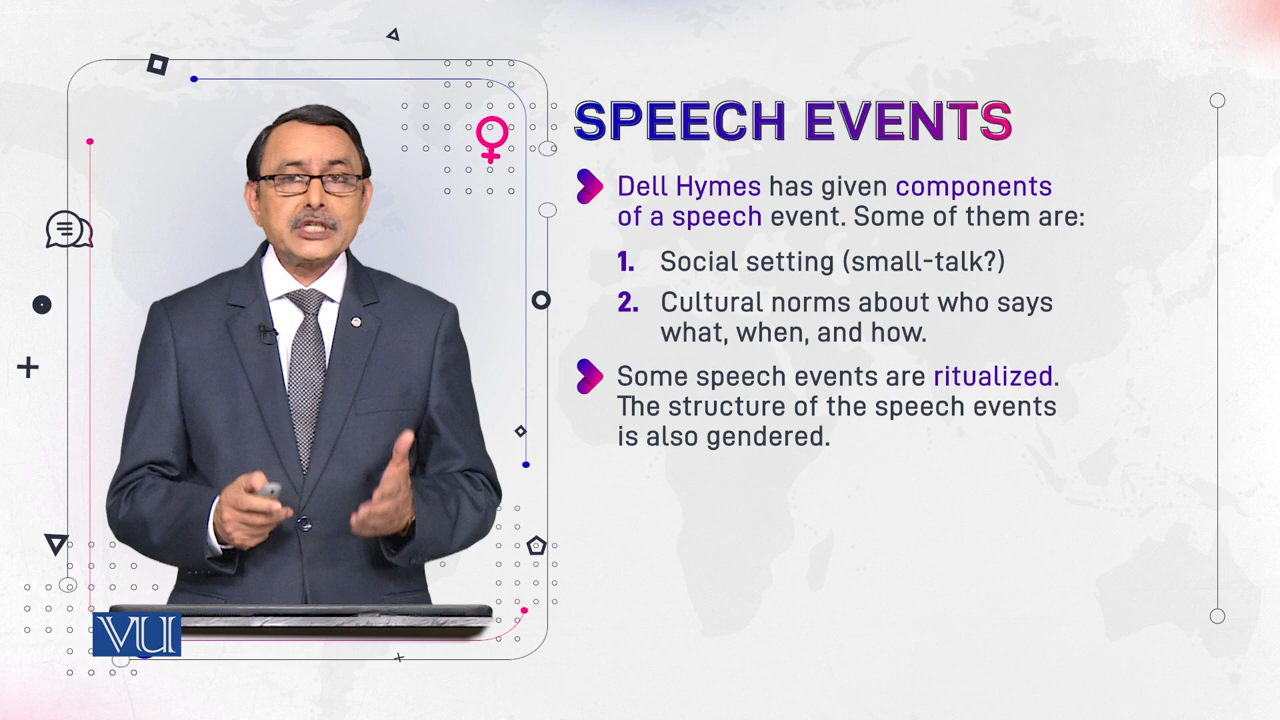 SPEECH EVENTS
Dell Hymes has given components
of a speech event. Some of them are:
1. Social setting (small-talk?)
2. Cultural norms about who says
what, when, and how.
Some speech events are ritualized.
The structure of the speech events
is also gendered.
VU